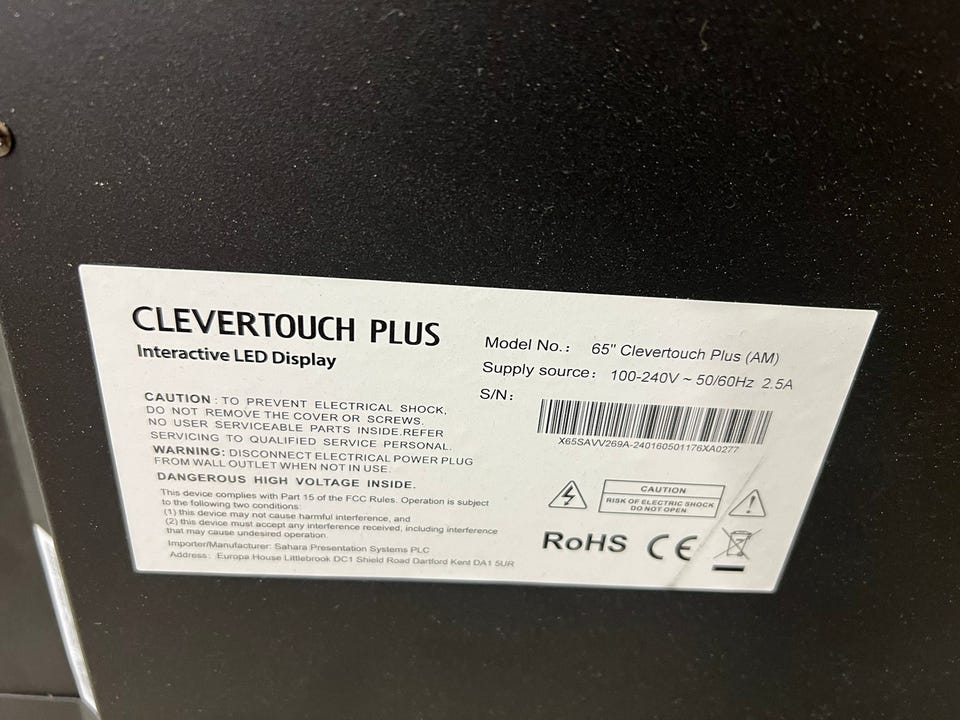 CLEVERTOUCH PLUS
Interactive LED Display
CAUTION : TO PREVENT ELECTRICAL SHOCK,
DO NOT REMOVE THE COVER OR SCREWS.
NO USER SERVICEABLE PARTS INSIDE.REFER
SERVICING TO QUALIFIED SERVICE PERSONAL.
WARNING: DISCONNECT ELECTRICAL POWER PLUG
FROM WALL OUTLET WHEN NOT IN USE.
DANGEROUS HIGH VOLTAGE INSIDE.
This device complies with Part 15 of the FCC Rules. Operation is subject
to the following two conditions:
(1) this device may not cause harmful interference, and
(2) this device must accept any interference received, including interference
that may cause undesired operation.
Importer/Manufacturer: Sahara Presentation Systems PLC
Address: Europa House Littlebrook DC1 Shield Road Dartford Kent DA1 5UR
Model No.: 65" Clevertouch Plus (AM)
Supply source: 100-240V ~ 50/60Hz 2.5A
S/N:
X65SAVV269A-240160501176XA0277
CAUTION
RISK OF ELECTRIC SHOCK
DO NOT OPEN
RoHS CE